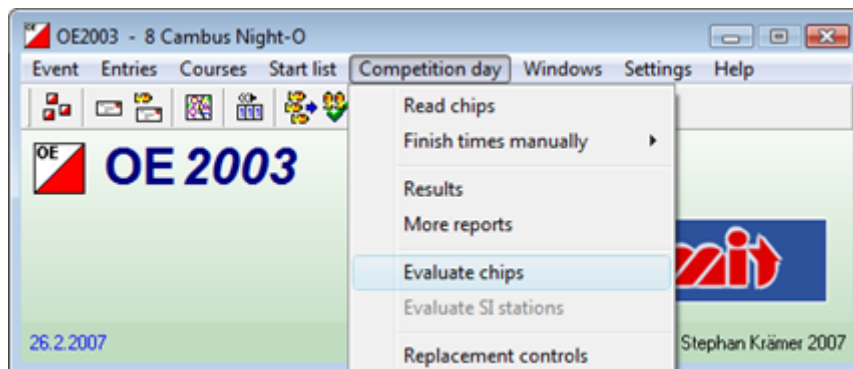 OE2003 - 8 Cambus Night-O
Event Entries Courses Start list Competition day Windows Settings Help
Read chips
Finish times manually
OE OE 2003
Results
More reports
Evaluate chips
Evaluate SI stations
26.2.2007 Stephan Krämer 2007
Replacement controls